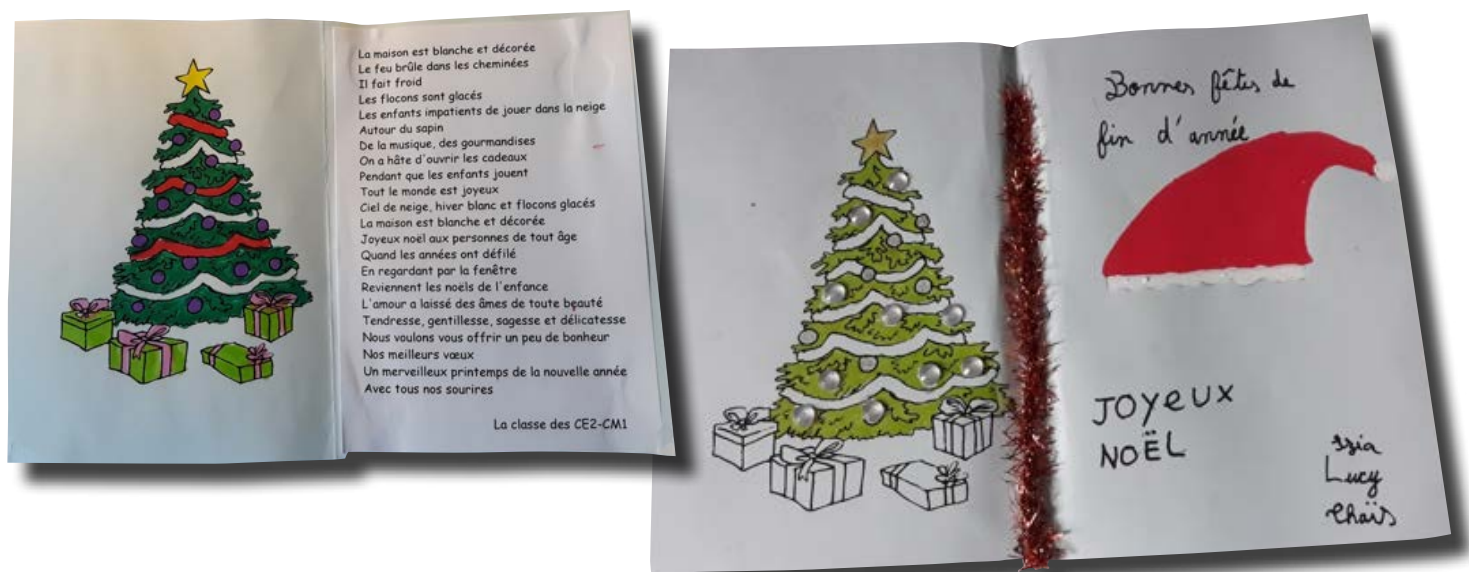 La maison est blanche et décorée
Le feu brûle dans les cheminées
Il fait froid
Les flocons sont glacés
Les enfants impatients de jouer dans la neige
Autour du sapin
De la musique, des gourmandises
On a hâte d'ouvrir les cadeaux
Pendant que les enfants jouent
Tout le monde est joyeux
Ciel de neige, hiver blanc et flocons glacés
La maison est blanche et décorée
Joyeux noël aux personnes de tout âge
Quand les années ont défilé
En regardant par la fenêtre
Reviennent les noëls de l'enfance
L'amour a laissé des âmes de toute beauté
Tendresse, gentillesse, sagesse et délicatesse
Nous voulons vous offrir un peu de bonheur
Nos meilleurs vœux
Un merveilleux printemps de la nouvelle année
Avec tous nos sourires
La classe des CE2-CM1
Bonnes fêtes de
fin d'année
JOYEUX
NOËL
Lucy